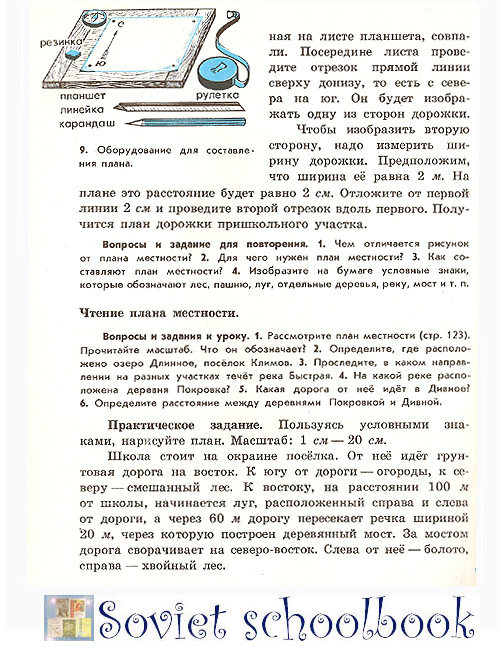 резинка
С
Ю
планшет
рулетка
линейка
карандаш
9. Оборудование для составле-
ния плана.
ная на листе планшета, совпа-
ли. Посередине листа прове-
дите отрезок прямой линии
сверху донизу, то есть с севе-
ра на юг. Он будет изобра-
жать одну из сторон дорожки.
Чтобы изобразить вторую
сторону, надо измерить ши-
рину дорожки. Предположим,
что ширина её равна 2 м. На
плане это расстояние будет равно 2 см. Отложите от первой
линии 2 см и проведите второй отрезок вдоль первого. Полу-
чится план дорожки пришкольного участка.
Вопросы и задание для повторения. 1. Чем отличается рисунок
от плана местности? 2. Для чего нужен план местности? 3. Как со-
ставляют план местности? 4. Изобразите на бумаге условные знаки,
которые обозначают лес, пашню, луг, отдельные деревья, реку, мост и т. п.
Чтение плана местности.
Вопросы и задания к уроку. 1. Рассмотрите план местности (стр. 123).
Прочитайте масштаб. Что он обозначает? 2. Определите, где располо-
жено озеро Длинное, посёлок Климов. 3. Проследите, в каком направ-
лении на разных участках течёт река Быстрая. 4. На какой реке рас-
положена деревня Покровка? 5. Какая дорога от неё идёт в Дивное?
6. Определите расстояние между деревнями Покровкой и Дивной.
Практическое задание. Пользуясь условными зна-
ками, нарисуйте план. Масштаб: 1 см — 20 см.
Школа стоит на окраине посёлка. От неё идёт грун-
товая дорога на восток. К югу от дороги — огороды, к се-
веру — смешанный лес. К востоку, на расстоянии 100 м
от школы, начинается луг, расположенный справа и слева
от дороги, а через 60 м дорогу пересекает речка шириной
20 м, через которую построен деревянный мост. За мостом
дорога сворачивает на северо-восток. Слева от неё — болото,
справа — хвойный лес.
Soviet schoolbook